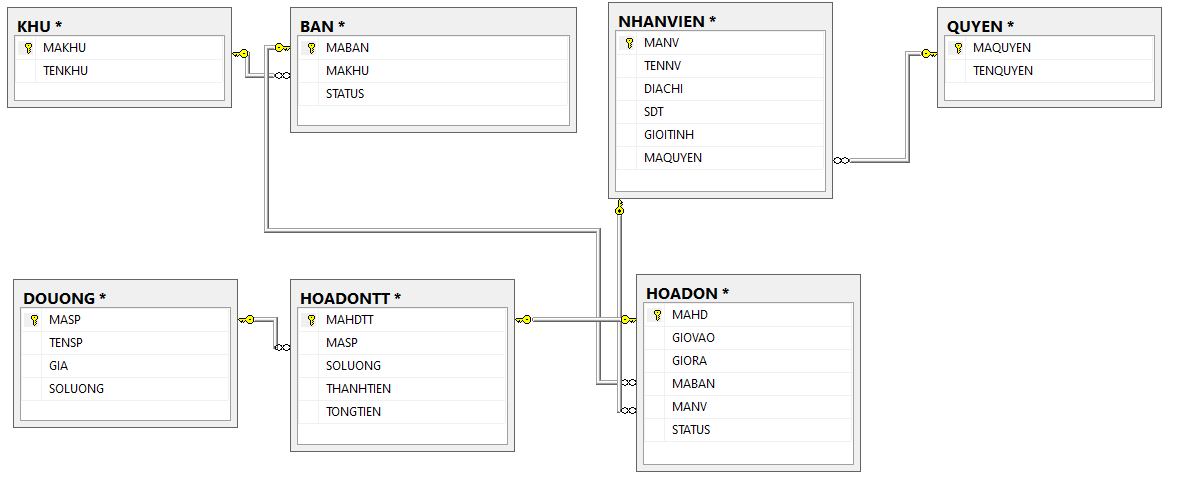 KHU *
MAKHU
TENKHU
BAN *
MABAN
MAKHU
STATUS
NHANVIEN *
MANV
TENNV
DIACHI
SDT
GIOITINH
MAQUYEN
QUYEN *
MAQUYEN
TENQUYEN
DOUONG *
MASP
TENSP
GIA
SOLUONG
HOADONTT *
MAHDTT
MASP
SOLUONG
THANHTIEN
TONGTIEN
HOADON *
MAHD
GIOVAO
GIORA
MABAN
MANV
STATUS